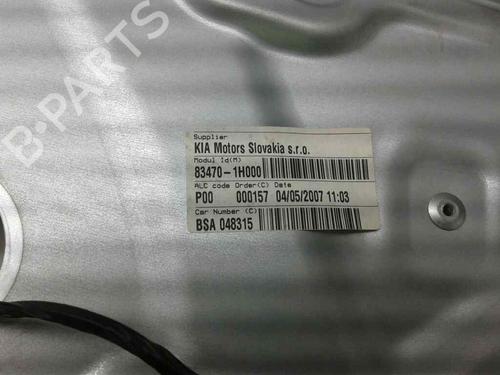 B-PARTS
Supplier
KIA Motors Slovakia s.r.o.
Modul Id(M)
83470-1H000
ALC code Order(C) Date
P00 000157 04/05/2007 11:03
Car Number (C)
BSA 048315